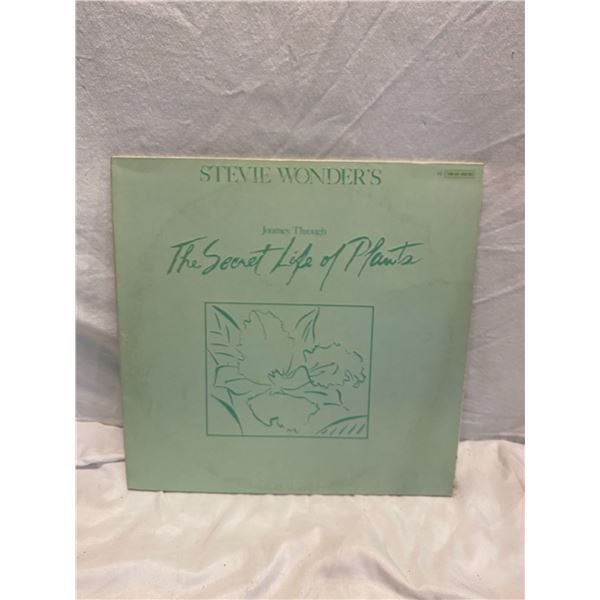 STEVIE WONDER'S
Journey Through
The Secret Life of Plants